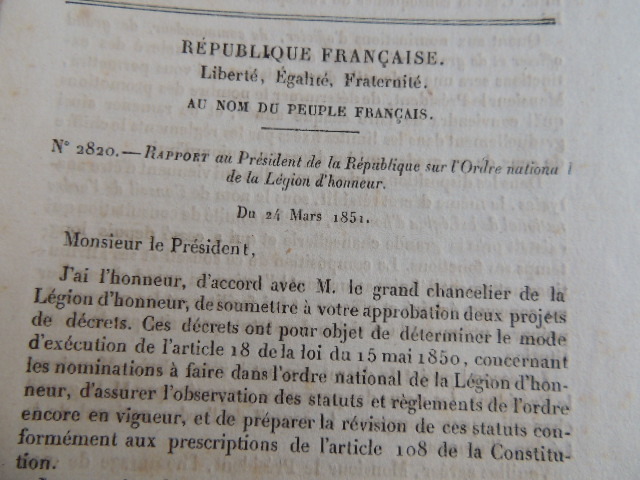 RÉPUBLIQUE FRANÇAISE.
Liberté, Égalité, Fraternité.
AU NOM DU PEUPLE FRANÇAIS.
N° 2820. — RAPPORT au Président de la République sur l'Ordre national
de la Légion d'honneur.
Du 24 Mars 1851.
Monsieur le Président,
J'ai l'honneur, d'accord avec M. le grand chancelier de la
Légion d'honneur, de soumettre à votre approbation deux projets
de décrets. Ces décrets ont pour objet de déterminer le mode
d'exécution de l'article 18 de la loi du 15 mai 1850, concernant
les nominations à faire dans l'ordre national de la Légion d'hon-
neur, d'assurer l'observation des statuts et règlements de l'ordre
encore en vigueur, et de préparer la révision de ces statuts con-
formément aux prescriptions de l'article 108 de la Constitu-
tion.